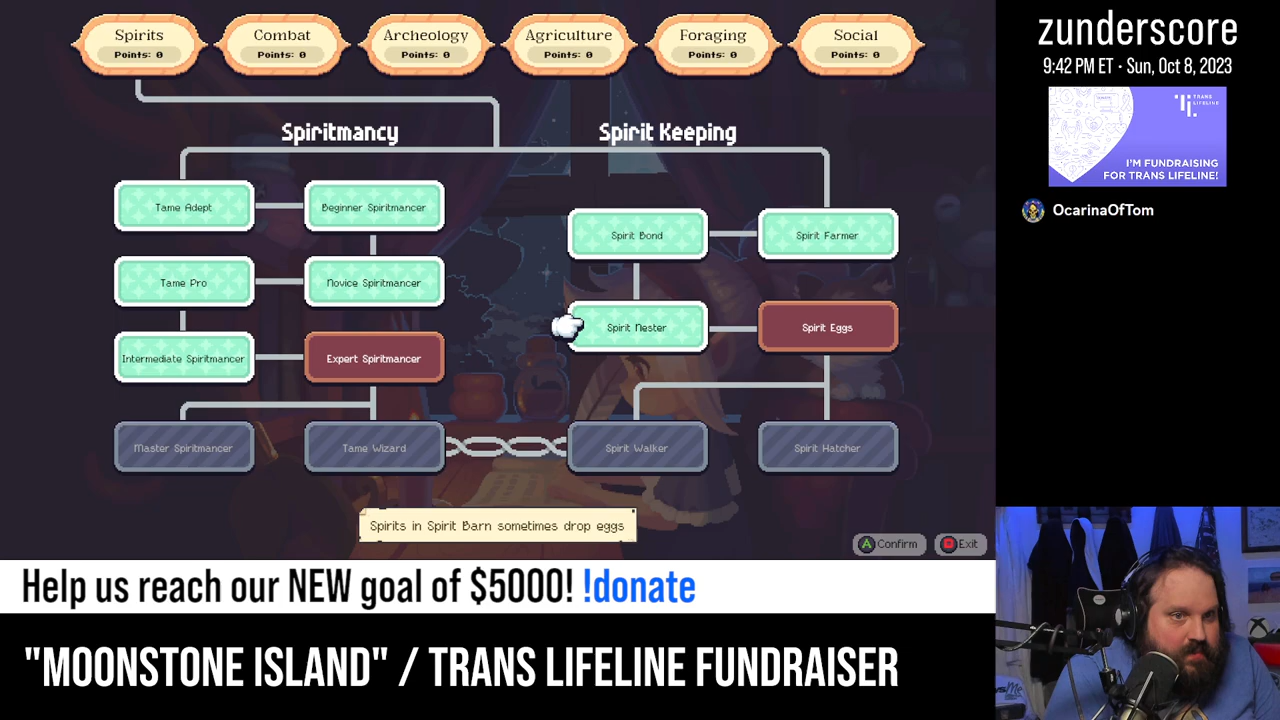 Spirits
Points: 0
Combat
Points: 0
Archeology
Points: 0
Agriculture
Points: 0
Foraging
Points: 0
Social
Points: 0
Spiritmancy
Spirit Keeping
Tame Adept
Beginner Spiritmancer
Spirit Bond
Spirit Farmer
Tame Pro
Novice Spiritmancer
Spirit Nester
Spirit Eggs
Intermediate Spiritmancer
Expert Spiritmancer
Master Spiritmancer
Tame Wizard
Spirit Walker
Spirit Hatcher
Spirits in Spirit Barn sometimes drop eggs
A Confirm
Exit
Help us reach our NEW goal of $5000! !donate
"MOONSTONE ISLAND" / TRANS LIFELINE FUNDRAISER
zunderscore
9:42 PM ET · Sun, Oct 8, 2023
TRANS
LIFELINE
I'M FUNDRAISING
FOR TRANS LIFELINE!
OcarinaOfTom